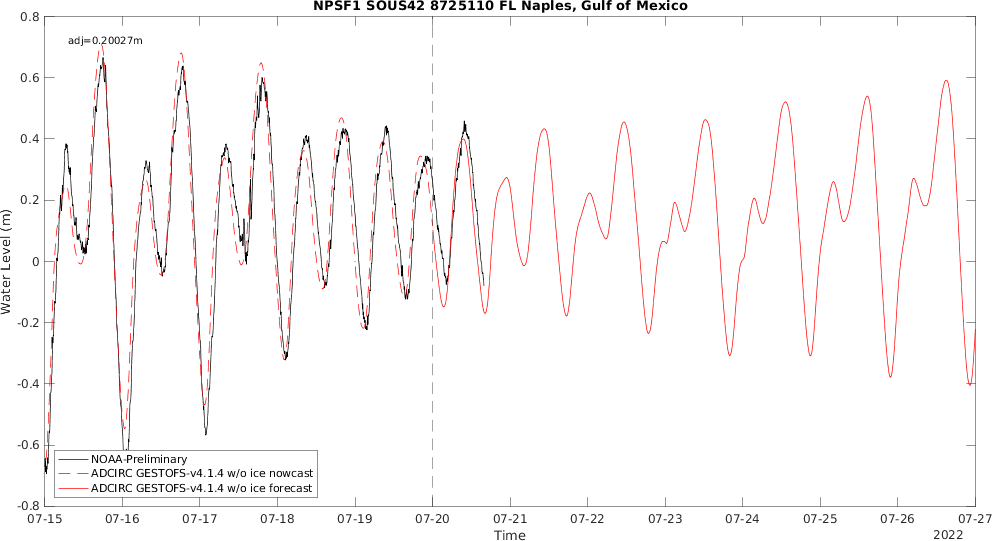 NPSF1 SOUS42 8725110 FL Naples, Gulf of Mexico
adj=0.20027m
0.8
0.6
0.4
0.2
0
-0.2
-0.4
-0.6
-0.8
Water Level (m)
NOAA-Preliminary
ADCIRC GESTOFS-v4.1.4 w/o ice nowcast
ADCIRC GESTOFS-v4.1.4 w/o ice forecast
07-15 07-16 07-17 07-18 07-19 07-20 07-21 07-22 07-23 07-24 07-25 07-26 07-27
Time
2022